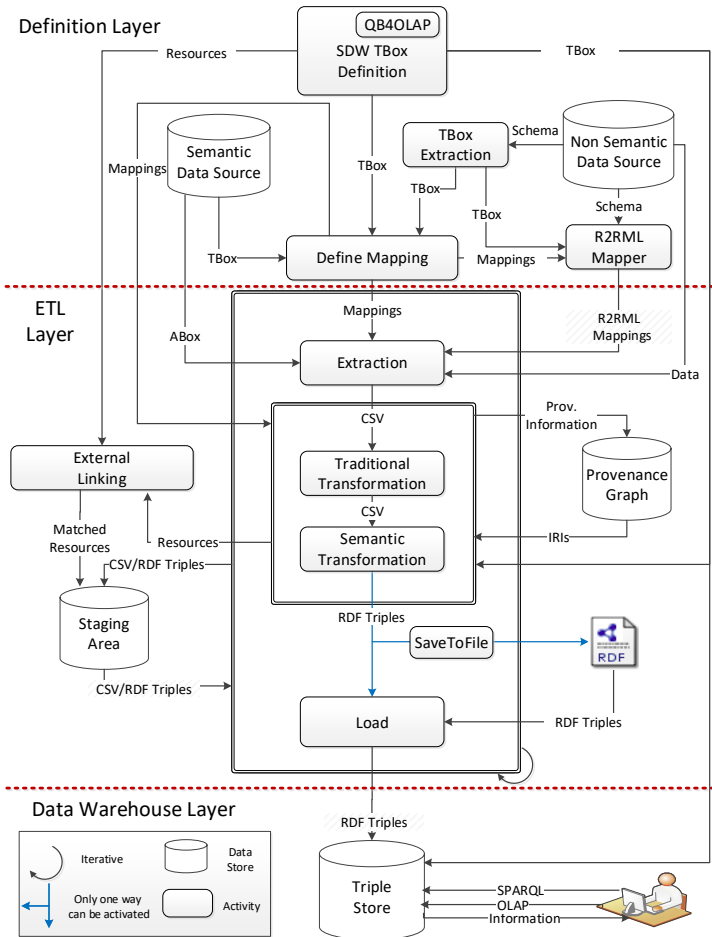 Definition Layer
QB4OLAP
SDW TBox
Definition
Resources
TBox
Semantic
Data Source
Mappings
TBox
TBox
Extraction
Schema
Non Semantic
Data Source
TBox
TBox
Schema
TBox
Define Mapping
Mappings
R2RML
Mapper
ETL
Layer
Mappings
R2RML
Mappings
ABox
Extraction
Data
CSV
Prov.
Information
External
Linking
Traditional
Transformation
Provenance
Graph
CSV
Matched
Resources
Resources
Semantic
Transformation
IRIs
CSV/RDF Triples
RDF Triples
Staging
Area
SaveToFile
RDF
CSV/RDF Triples
Load
RDF Triples
Data Warehouse Layer
RDF Triples
Iterative
Data
Store
Only one way
can be activated
Activity
Triple
Store
SPARQL
OLAP
Information